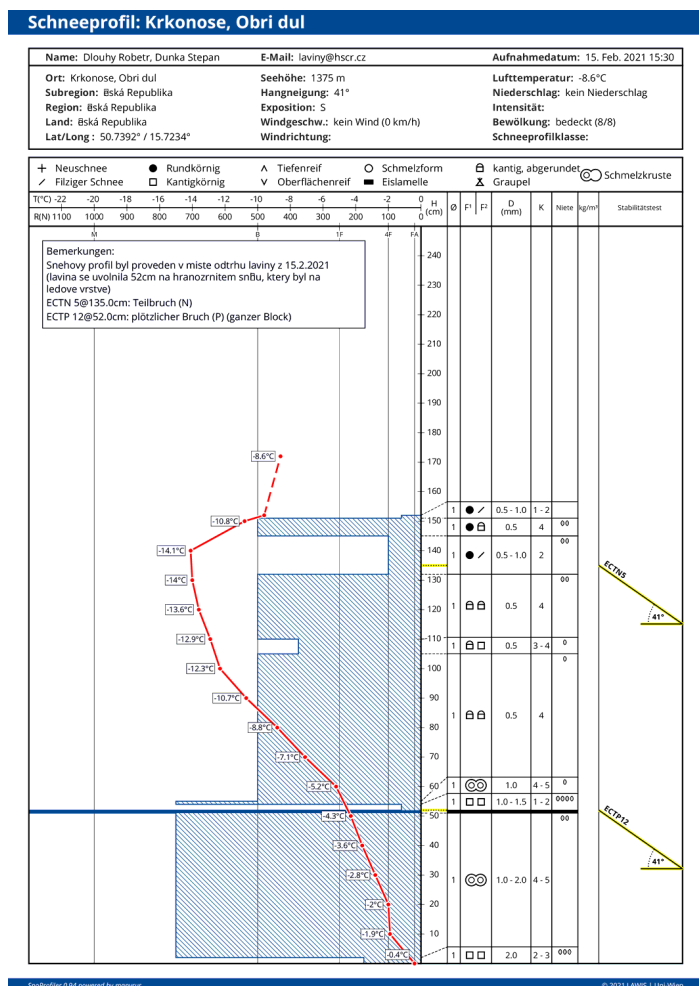 Schneeprofil: Krkonose, Obri dul
Name: Dlouhy Robetr, Dunka Stepan E-Mail: laviny@hscr.cz Aufnahmedatum: 15. Feb. 2021 15:30
Ort: Krkonose, Obri dul Seehöhe: 1375 m Lufttemperatur: -8.6°C
Subregion: ská Republika Hangneigung: 41° Niederschlag: kein Niederschlag
Region: ská Republika Exposition: S Intensität:
Land: ská Republika Windgeschw.: kein Wind (0 km/h) Bewölkung: bedeckt (8/8)
Lat/Long : 50.7392° / 15.7234° Windrichtung: Schneeprofilklasse:
+ Neuschnee ● Rundkörnig ∧ Tiefenreif ○ Schmelzform kantig, abgerundet Schmelzkruste
∕ Filziger Schnee □ Kantigkörnig ∨ Oberflächenreif ▬ Eislamelle Graupel
T(°C) -22 -20 -18 -16 -14 -12 -10 -8 -6 -4 -2 0 H (cm) Ø F¹ F² D (mm) K Niete kg/m³ Stabilitätstest
R(N) 1100 1000 900 800 700 600 500 400 300 200 100 0
M B 1F 4F FA
Bemerkungen:
Snehovy profil byl proveden v miste odtrhu laviny z 15.2.2021
(lavina se uvolnila 52cm na hranozrnitem snBu, ktery byl na
ledove vrstve)
ECTN 5@135.0cm: Teilbruch (N)
ECTP 12@52.0cm: plötzlicher Bruch (P) (ganzer Block)
240
230
220
210
200
190
180
-8.6°C 170
160
1 0.5 - 1.0 1 - 2
-10.8°C 150 1 0.5 4 00
-14.1°C 140 1 0.5 - 1.0 2 00
-14°C 130 00 ECTN5
-13.6°C 120 1 0.5 4 41°
-12.9°C 110 1 0.5 3 - 4 0
-12.3°C 100 0
-10.7°C 90
-8.8°C 80 1 0.5 4
-7.1°C 70
-5.2°C 60 1 1.0 4 - 5 0
1 1.0 - 1.5 1 - 2 0000
-4.3°C 50 00 ECTP12
-3.6°C 40
-2.8°C 30 1 1.0 - 2.0 4 - 5 41°
-2°C 20
-1.9°C 10
-0.4°C 1 2.0 2 - 3 000
SnoProfiler 0.94 powered by mapyrus © 2021 LAWIS | Uni-Wien